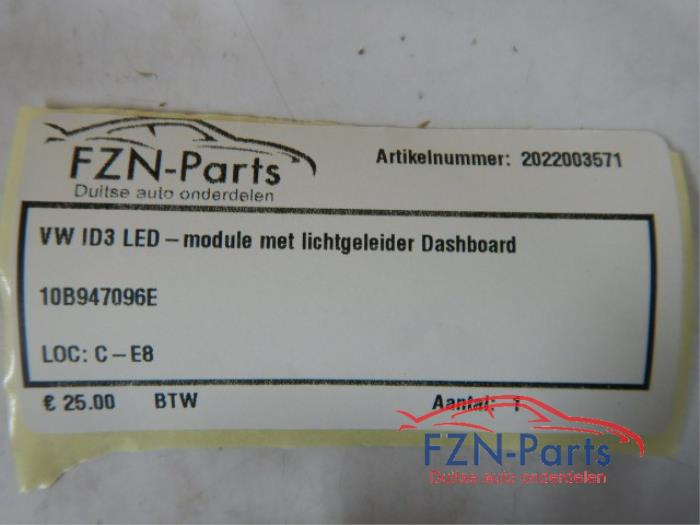 FZN-Parts
Duitse auto onderdelen
Artikelnummer: 2022003571
VW ID3 LED – module met lichtgeleider Dashboard
10B947096E
LOC: C – E8
€ 25.00 BTW Aantal: 1
FZN-Parts
Duitse auto onderdelen